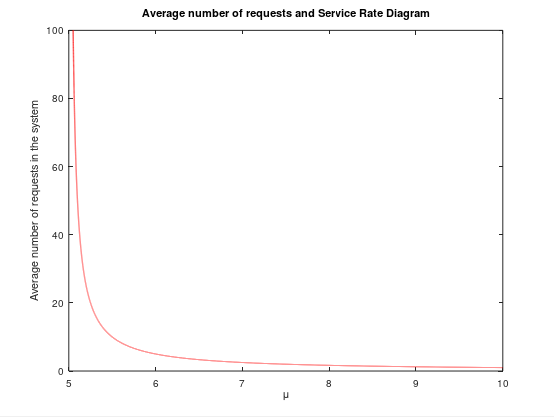 Average number of requests and Service Rate Diagram
100
80
60
40
20
0
Average number of requests in the system
5 6 7 8 9 10
μ